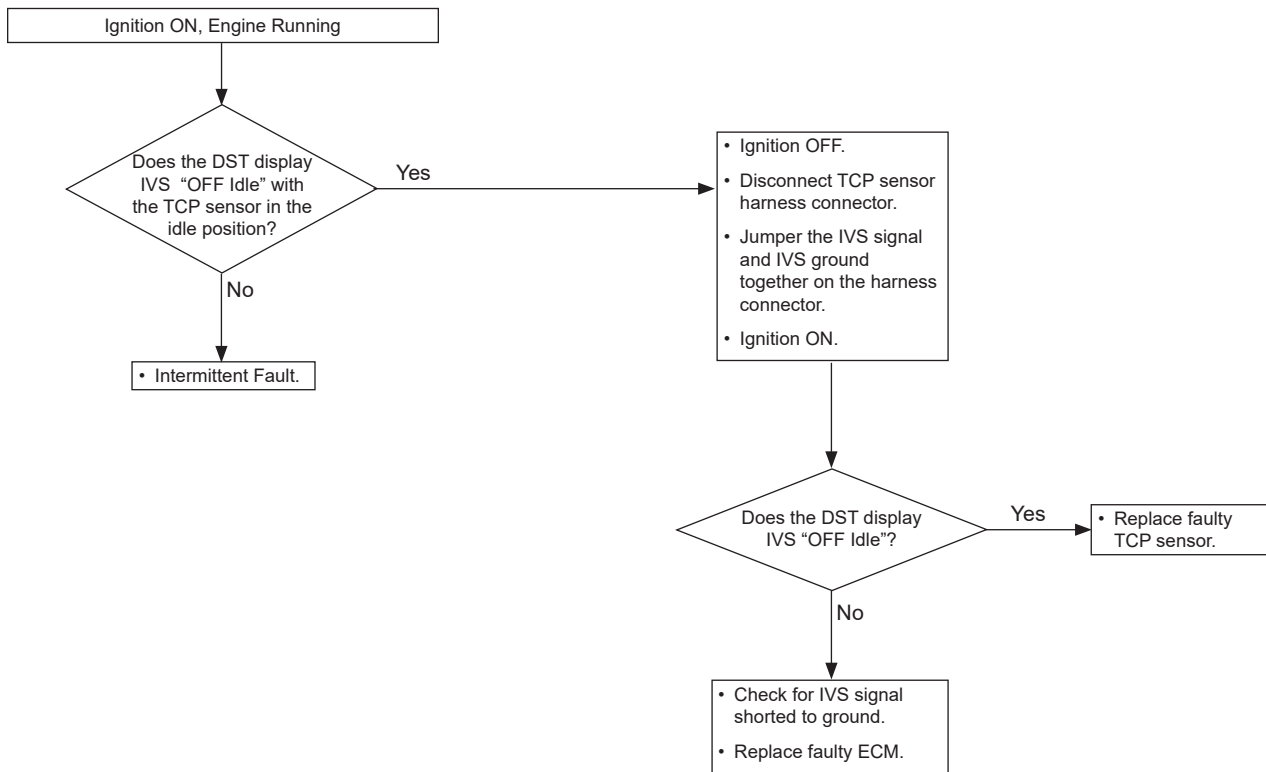 Ignition ON, Engine Running
Does the DST display
IVS “OFF Idle” with
the TCP sensor in the
idle position?
Yes
No
• Intermittent Fault.
• Ignition OFF.
• Disconnect TCP sensor
harness connector.
• Jumper the IVS signal
and IVS ground
together on the harness
connector.
• Ignition ON.
Does the DST display
IVS “OFF Idle”?
Yes
• Replace faulty
TCP sensor.
No
• Check for IVS signal
shorted to ground.
• Replace faulty ECM.